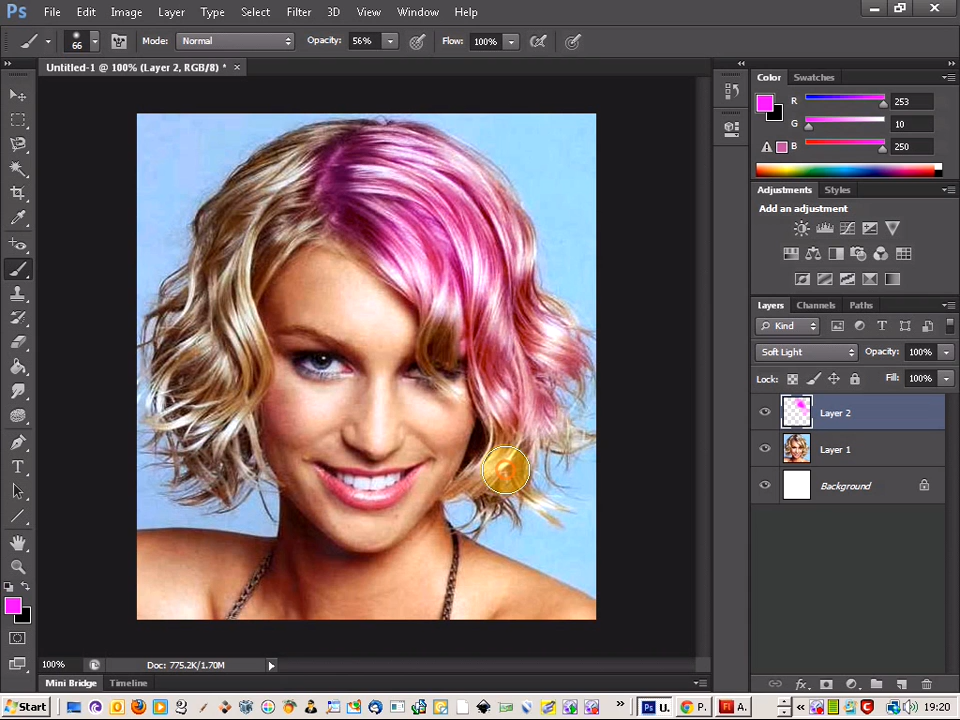 Ps File Edit Image Layer Type Select Filter 3D View Window Help
66 Mode: Normal Opacity: 56% Flow: 100%
Untitled-1 @ 100% (Layer 2, RGB/8) * ×
Color Swatches
R 253
G 10
B 250
Adjustments Styles
Add an adjustment
Layers Channels Paths
Kind
Soft Light Opacity: 100%
Lock: Fill: 100%
Layer 2
Layer 1
Background
100% Doc: 775.2K/1.70M
Mini Bridge Timeline
Start Ps U. P. Fl A. 19:20